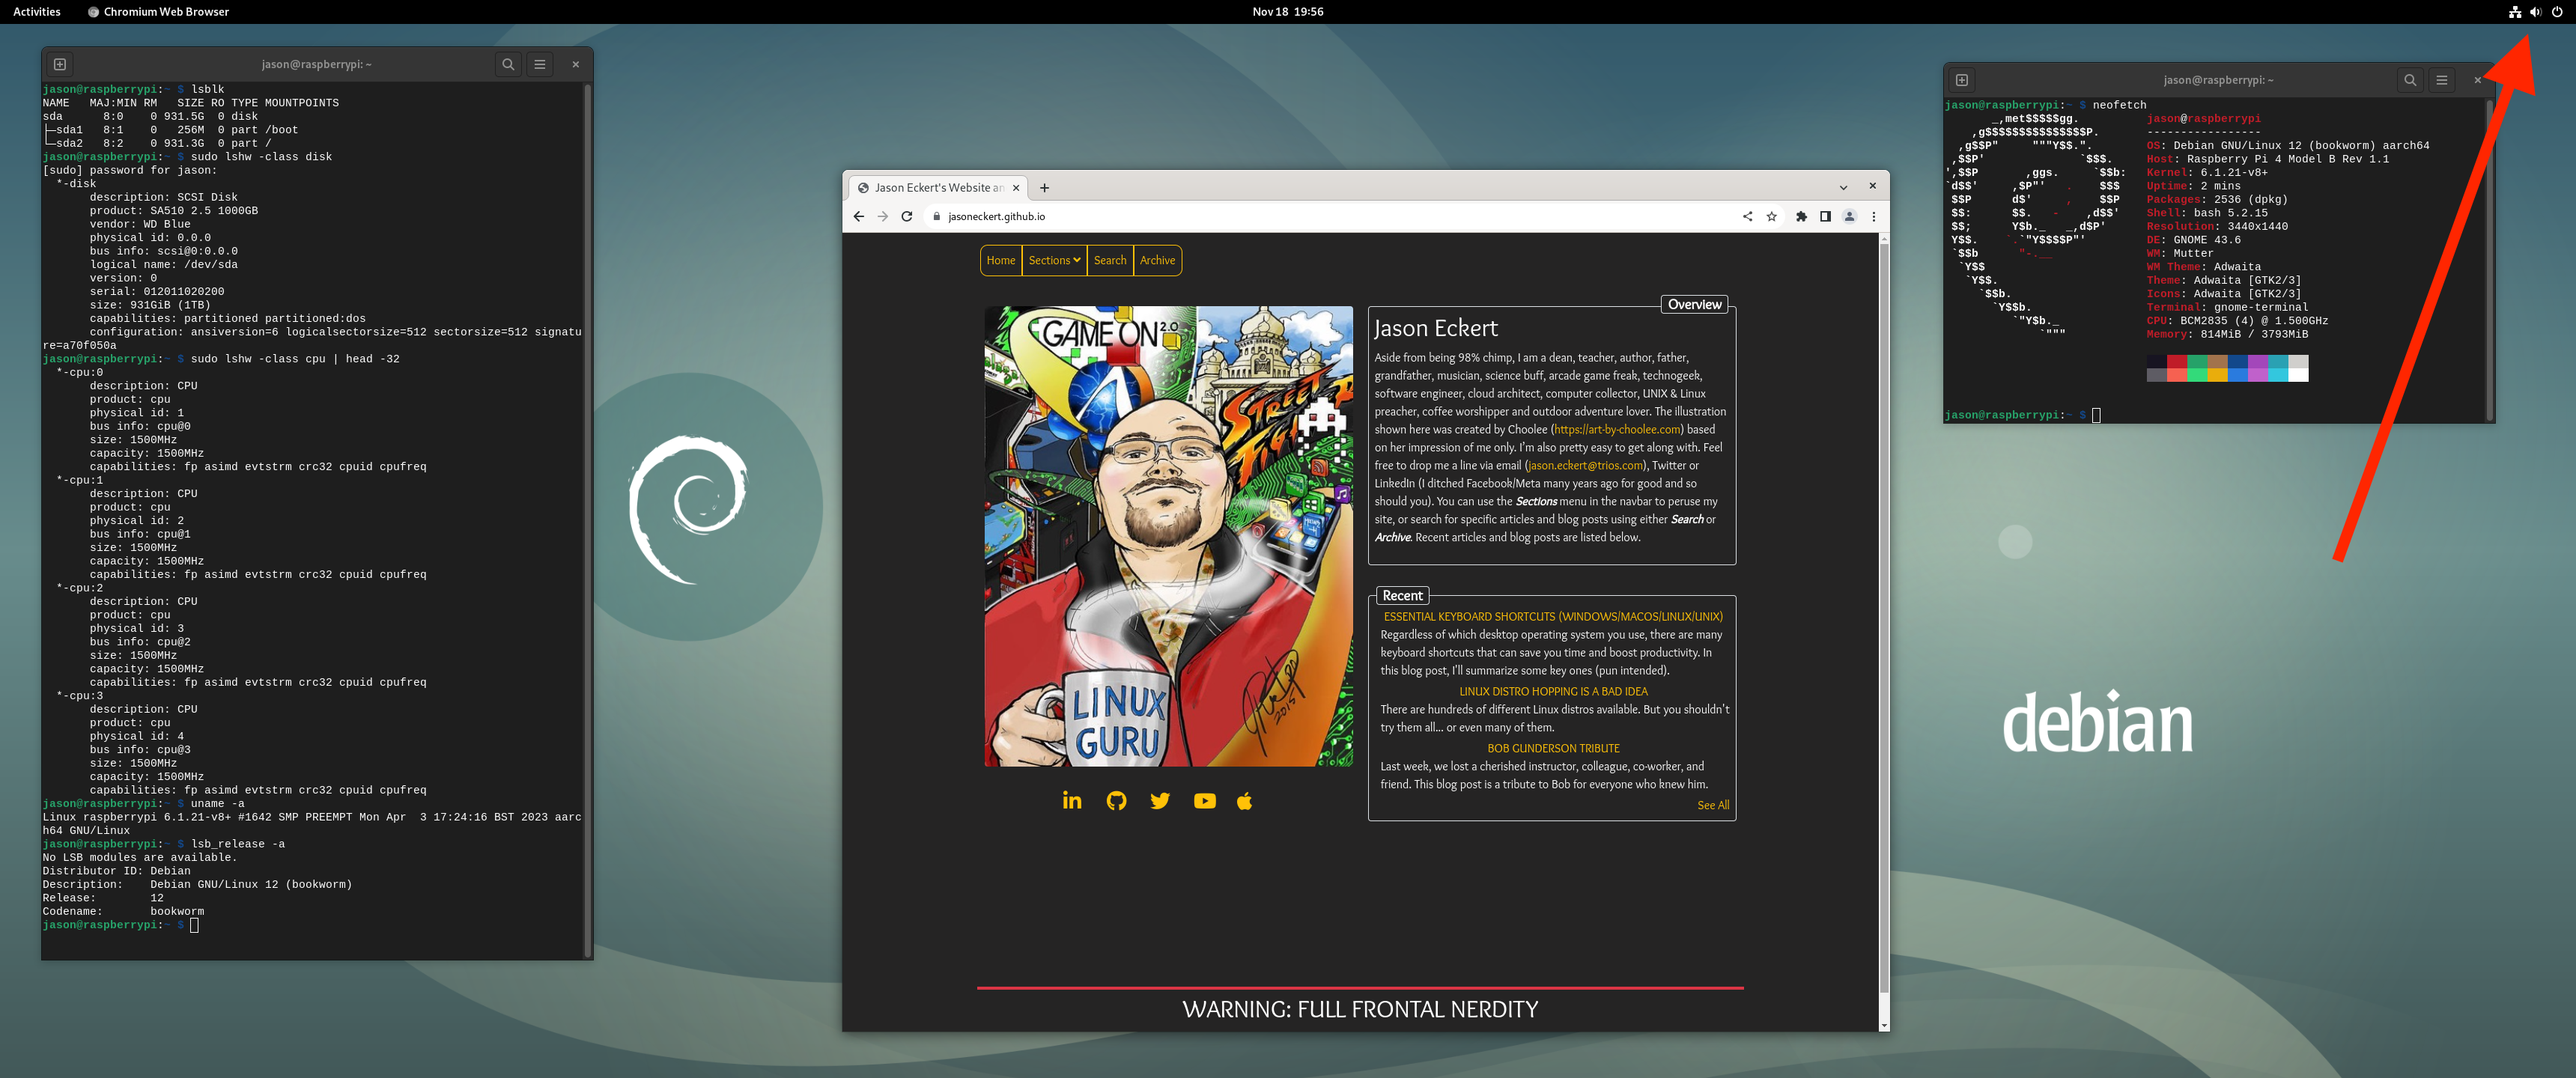 Activities
Chromium Web Browser
Nov 18 19:56
jason@raspberrypi: ~
jason@raspberrypi:~ $ lsblk
NAME   MAJ:MIN RM   SIZE RO TYPE MOUNTPOINTS
sda      8:0    0 931.5G  0 disk
├─sda1   8:1    0   256M  0 part /boot
└─sda2   8:2    0 931.3G  0 part /
jason@raspberrypi:~ $ sudo lshw -class disk
[sudo] password for jason:
  *-disk
       description: SCSI Disk
       product: SA510 2.5 1000GB
       vendor: WD Blue
       physical id: 0.0.0
       bus info: scsi@0:0.0.0
       logical name: /dev/sda
       version: 0
       serial: 012011020200
       size: 931GiB (1TB)
       capabilities: partitioned partitioned:dos
       configuration: ansiversion=6 logicalsectorsize=512 sectorsize=512 signatu
re=a70f050a
jason@raspberrypi:~ $ sudo lshw -class cpu | head -32
  *-cpu:0
       description: CPU
       product: cpu
       physical id: 1
       bus info: cpu@0
       size: 1500MHz
       capacity: 1500MHz
       capabilities: fp asimd evtstrm crc32 cpuid cpufreq
  *-cpu:1
       description: CPU
       product: cpu
       physical id: 2
       bus info: cpu@1
       size: 1500MHz
       capacity: 1500MHz
       capabilities: fp asimd evtstrm crc32 cpuid cpufreq
  *-cpu:2
       description: CPU
       product: cpu
       physical id: 3
       bus info: cpu@2
       size: 1500MHz
       capacity: 1500MHz
       capabilities: fp asimd evtstrm crc32 cpuid cpufreq
  *-cpu:3
       description: CPU
       product: cpu
       physical id: 4
       bus info: cpu@3
       size: 1500MHz
       capacity: 1500MHz
       capabilities: fp asimd evtstrm crc32 cpuid cpufreq
jason@raspberrypi:~ $ uname -a
Linux raspberrypi 6.1.21-v8+ #1642 SMP PREEMPT Mon Apr  3 17:24:16 BST 2023 aarc
h64 GNU/Linux
jason@raspberrypi:~ $ lsb_release -a
No LSB modules are available.
Distributor ID: Debian
Description:    Debian GNU/Linux 12 (bookworm)
Release:        12
Codename:       bookworm
jason@raspberrypi:~ $
Jason Eckert's Website an
jasoneckert.github.io
Home
Sections
Search
Archive
GAME ON 2.0
STREET
LINUX
GURU
2015
Overview
Jason Eckert
Aside from being 98% chimp, I am a dean, teacher, author, father,
grandfather, musician, science buff, arcade game freak, technogeek,
software engineer, cloud architect, computer collector, UNIX & Linux
preacher, coffee worshipper and outdoor adventure lover. The illustration
shown here was created by Choolee (https://art-by-choolee.com) based
on her impression of me only. I'm also pretty easy to get along with. Feel
free to drop me a line via email (jason.eckert@trios.com), Twitter or
LinkedIn (I ditched Facebook/Meta many years ago for good and so
should you). You can use the Sections menu in the navbar to peruse my
site, or search for specific articles and blog posts using either Search or
Archive. Recent articles and blog posts are listed below.
Recent
ESSENTIAL KEYBOARD SHORTCUTS (WINDOWS/MACOS/LINUX/UNIX)
Regardless of which desktop operating system you use, there are many
keyboard shortcuts that can save you time and boost productivity. In
this blog post, I'll summarize some key ones (pun intended).
LINUX DISTRO HOPPING IS A BAD IDEA
There are hundreds of different Linux distros available. But you shouldn't
try them all... or even many of them.
BOB GUNDERSON TRIBUTE
Last week, we lost a cherished instructor, colleague, co-worker, and
friend. This blog post is a tribute to Bob for everyone who knew him.
See All
in
WARNING: FULL FRONTAL NERDITY
jason@raspberrypi: ~
jason@raspberrypi:~ $ neofetch
jason@raspberrypi
-----------------
OS: Debian GNU/Linux 12 (bookworm) aarch64
Host: Raspberry Pi 4 Model B Rev 1.1
Kernel: 6.1.21-v8+
Uptime: 2 mins
Packages: 2536 (dpkg)
Shell: bash 5.2.15
Resolution: 3440x1440
DE: GNOME 43.6
WM: Mutter
WM Theme: Adwaita
Theme: Adwaita [GTK2/3]
Icons: Adwaita [GTK2/3]
Terminal: gnome-terminal
CPU: BCM2835 (4) @ 1.500GHz
Memory: 814MiB / 3793MiB
jason@raspberrypi:~ $
debian